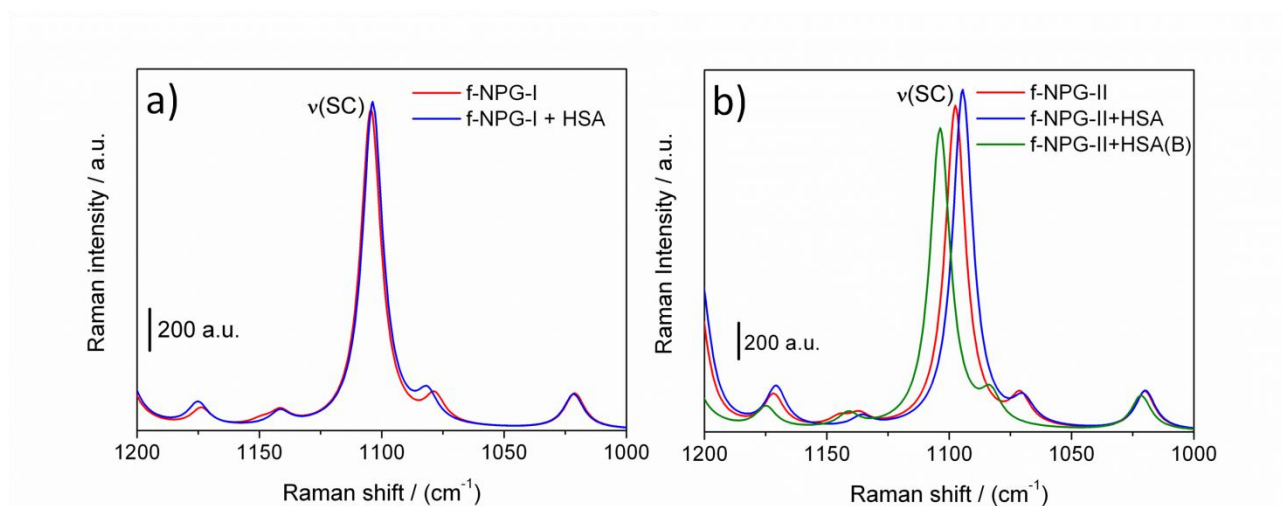 a)
ν(SC)
f-NPG-I
f-NPG-I + HSA
Raman intensity / a.u.
200 a.u.
1200
1150
1100
1050
1000
Raman shift / (cm⁻¹)
b)
ν(SC)
f-NPG-II
f-NPG-II+HSA
f-NPG-II+HSA(B)
Raman Intensity / a.u.
200 a.u.
1200
1150
1100
1050
1000
Raman shift / (cm⁻¹)